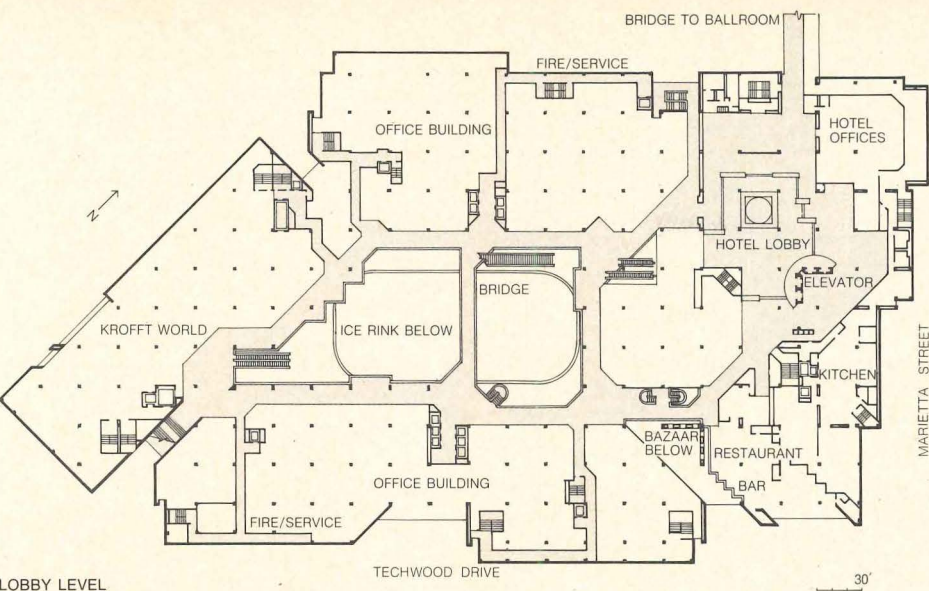 BRIDGE TO BALLROOM
FIRE/SERVICE
OFFICE BUILDING
HOTEL
OFFICES
N
HOTEL LOBBY
ELEVATOR
BRIDGE
ICE RINK BELOW
KROFFT WORLD
KITCHEN
MARIETTA STREET
BAZAAR
BELOW
RESTAURANT
BAR
OFFICE BUILDING
FIRE/SERVICE
TECHWOOD DRIVE
LOBBY LEVEL
30'